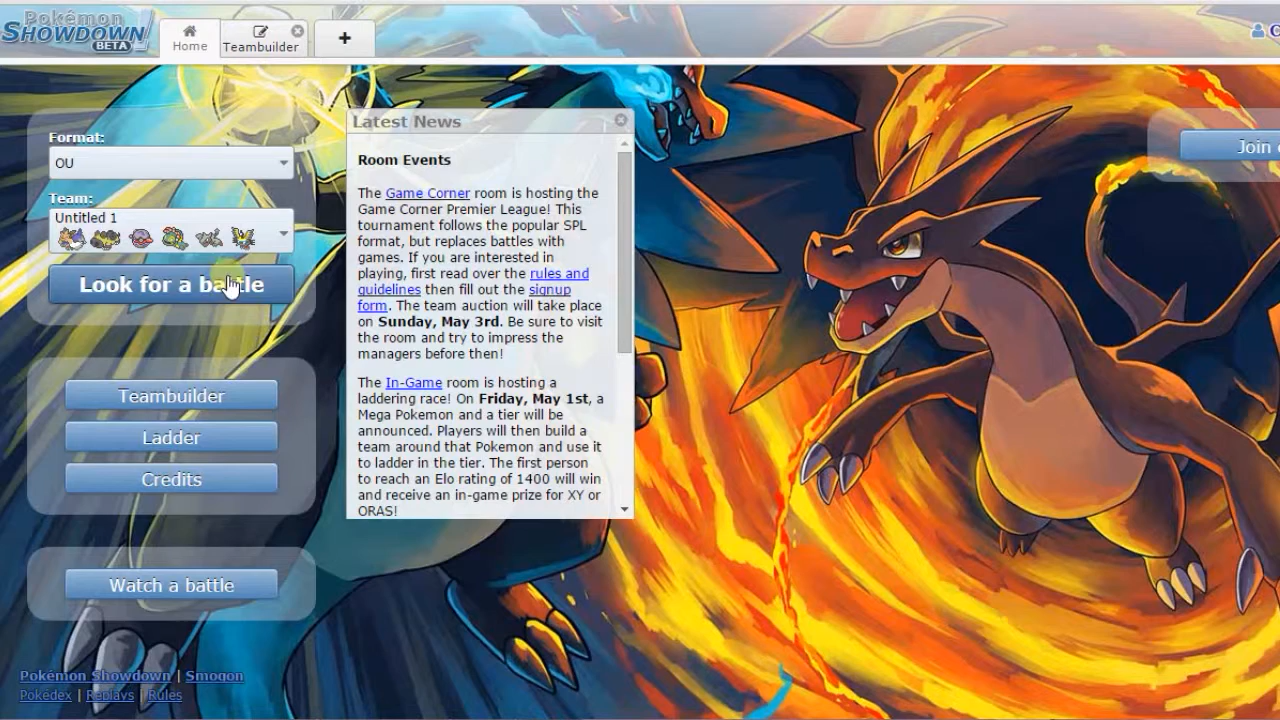 Pokémon
SHOWDOWN
BETA
Home
Teambuilder
+
Format:
OU
Team:
Untitled 1
Look for a battle
Teambuilder
Ladder
Credits
Watch a battle
Pokémon Showdown | Smogon
Pokédex | Replays | Rules
Latest News
Room Events
The Game Corner room is hosting the
Game Corner Premier League! This
tournament follows the popular SPL
format, but replaces battles with
games. If you are interested in
playing, first read over the rules and
guidelines then fill out the signup
form. The team auction will take place
on Sunday, May 3rd. Be sure to visit
the room and try to impress the
managers before then!
The In-Game room is hosting a
laddering race! On Friday, May 1st, a
Mega Pokemon and a tier will be
announced. Players will then build a
team around that Pokemon and use it
to ladder in the tier. The first person
to reach an Elo rating of 1400 will win
and receive an in-game prize for XY or
ORAS!
Join